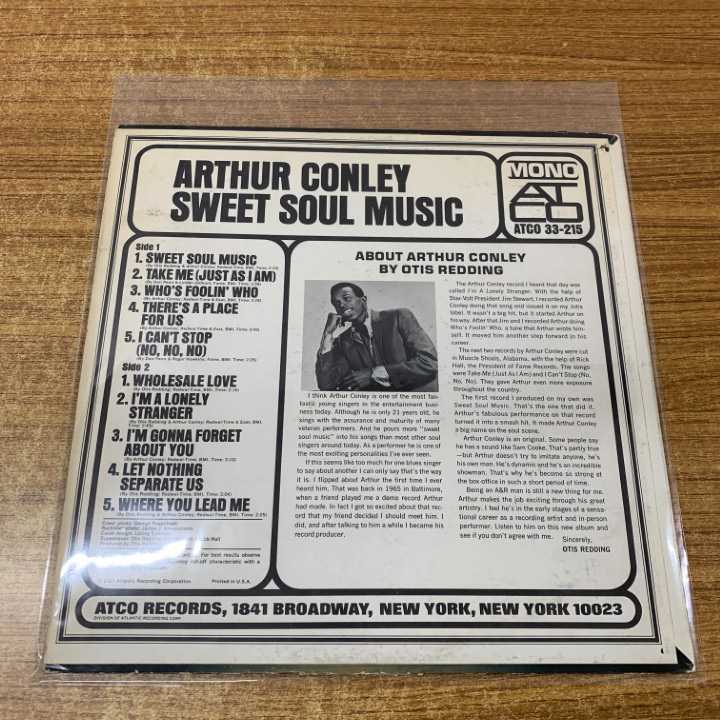 ARTHUR CONLEY
SWEET SOUL MUSIC
MONO
ATCO
ATCO 33-215
Side 1
1. SWEET SOUL MUSIC
2. TAKE ME (JUST AS I AM)
3. WHO'S FOOLIN' WHO
4. THERE'S A PLACE
FOR US
5. I CAN'T STOP
(NO, NO, NO)
Side 2
1. WHOLESALE LOVE
2. I'M A LONELY
STRANGER
3. I'M GONNA FORGET
ABOUT YOU
4. LET NOTHING
SEPARATE US
5. WHERE YOU LEAD ME
Printed in U.S.A.
ABOUT ARTHUR CONLEY
BY OTIS REDDING
I think Arthur Conley is one of the most fan-
tastic young singers in the entertainment busi-
ness today. Although he is only 21 years old, he
sings with the assurance and maturity of many
veteran performers. And he pours more "sweet
soul music" into his songs than most other soul
singers around today. As a performer he is one of
the most exciting personalities I've ever seen.
If this seems like too much for one blues singer
to say about another I can only say that's the way
it is. I flipped about Arthur the first time I ever
heard him. That was back in 1965 in Baltimore,
when a friend played me a demo record Arthur
had made. In fact I got so excited about that rec-
ord that my friend decided I should meet him. I
did, and after talking to him a while I became his
record producer.
The Arthur Conley record I heard that day was
called I'm A Lonely Stranger. With the help of
Stax-Volt President Jim Stewart, I recorded Arthur
Conley doing that song and issued it on my Jotis
label. It wasn't a big hit, but it started Arthur on
his way. After that Jim and I recorded Arthur doing
Who's Foolin' Who, a tune that Arthur wrote him-
self. It moved him another step forward in his
career.
The next two records by Arthur Conley were cut
in Muscle Shoals, Alabama, with the help of Rick
Hall, the President of Fame Records. The songs
were Take Me (Just As I Am) and I Can't Stop (No,
No, No). They gave Arthur even more exposure
throughout the country.
The first record I produced on my own was
Sweet Soul Music. That's the one that did it.
Arthur's fabulous performance on that record
turned it into a smash hit. It made Arthur Conley
a big name on the soul scene.
Arthur Conley is an original. Some people say
he has a sound like Sam Cooke. That's partly true
—but Arthur doesn't try to imitate anyone, he's
his own man. He's dynamic and he's an incredible
showman. That's why he's become so strong at
the box-office in such a short period of time.
Being an A&R man is still a new thing for me.
Arthur makes the job exciting through his great
artistry. I feel he's in the early stages of a sensa-
tional career as a recording artist and in-person
performer. Listen to him on this new album and
see if you don't agree with me.
Sincerely,
OTIS REDDING
ATCO RECORDS, 1841 BROADWAY, NEW YORK, NEW YORK 10023
DIVISION OF ATLANTIC RECORDING CORP.